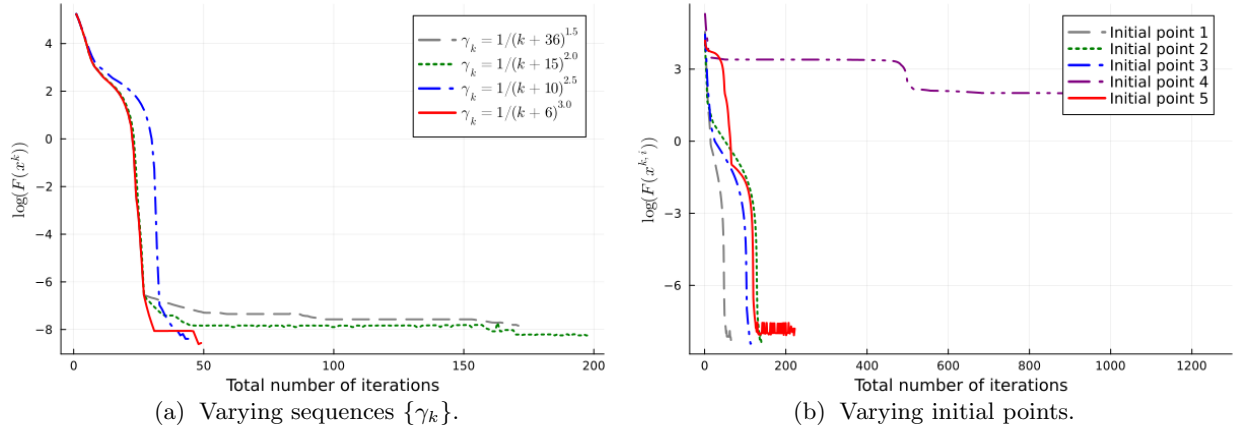 4
2
0
−2
−4
−6
−8
log(F(x^k))
0
50
100
150
200
Total number of iterations
γ_k = 1/(k + 36)^1.5
γ_k = 1/(k + 15)^2.0
γ_k = 1/(k + 10)^2.5
γ_k = 1/(k + 6)^3.0
(a) Varying sequences {γ_k}.
3
0
−3
−6
log(F(x^{k,i}))
0
200
400
600
800
1000
1200
Total number of iterations
Initial point 1
Initial point 2
Initial point 3
Initial point 4
Initial point 5
(b) Varying initial points.